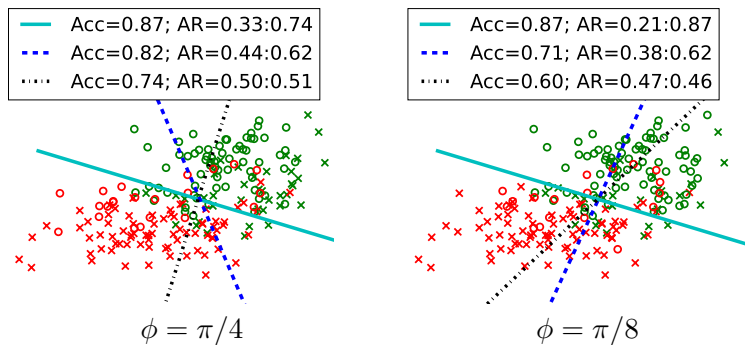 Acc=0.87; AR=0.33:0.74
Acc=0.82; AR=0.44:0.62
Acc=0.74; AR=0.50:0.51
ϕ = π/4
Acc=0.87; AR=0.21:0.87
Acc=0.71; AR=0.38:0.62
Acc=0.60; AR=0.47:0.46
ϕ = π/8